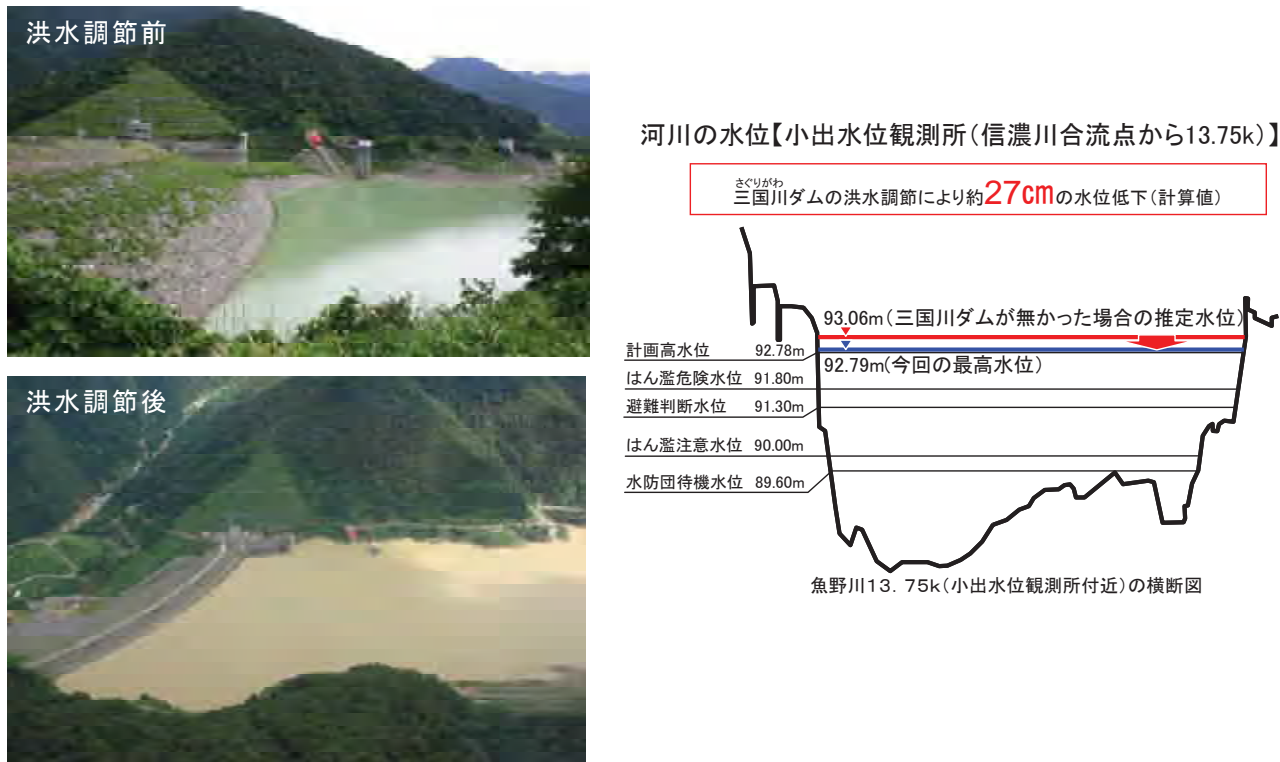 洪水調節前
洪水調節後
河川の水位【小出水位観測所(信濃川合流点から13.75k)】
さぐりがわ
三国川ダムの洪水調節により約27cmの水位低下(計算値)
93.06m(三国川ダムが無かった場合の推定水位)
計画高水位 92.78m
92.79m(今回の最高水位)
はん濫危険水位 91.80m
避難判断水位 91.30m
はん濫注意水位 90.00m
水防団待機水位 89.60m
魚野川13.75k(小出水位観測所付近)の横断図